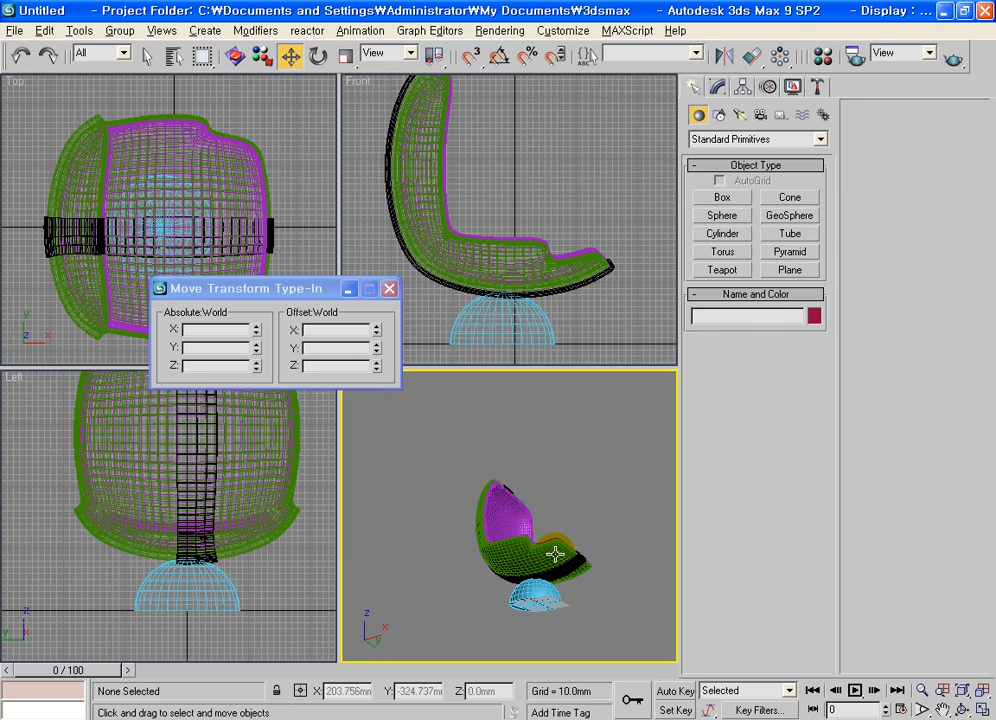 Untitled - Project Folder: C:₩Documents and Settings₩Administrator₩My Documents₩3dsmax - Autodesk 3ds Max 9 SP2 - Display : ...
File Edit Tools Group Views Create Modifiers reactor Animation Graph Editors Rendering Customize MAXScript Help
All View View
Top
Front
Left
Standard Primitives
- Object Type
AutoGrid
Box Cone
Sphere GeoSphere
Cylinder Tube
Torus Pyramid
Teapot Plane
- Name and Color
Move Transform Type-In
Absolute:World Offset:World
X: X:
Y: Y:
Z: Z:
y x
z
y x
z
z
x
y
0 / 100
None Selected X: 203.756mm Y: -324.737mm Z: 0.0mm Grid = 10.0mm Auto Key Selected
Click and drag to select and move objects Add Time Tag Set Key Key Filters... 0